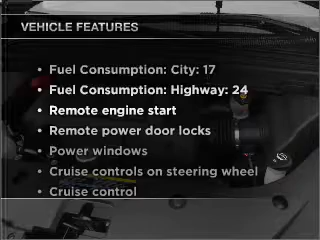 VEHICLE FEATURES
• Fuel Consumption: City: 17
• Fuel Consumption: Highway: 24
• Remote engine start
• Remote power door locks
• Power windows
• Cruise controls on steering wheel
• Cruise control